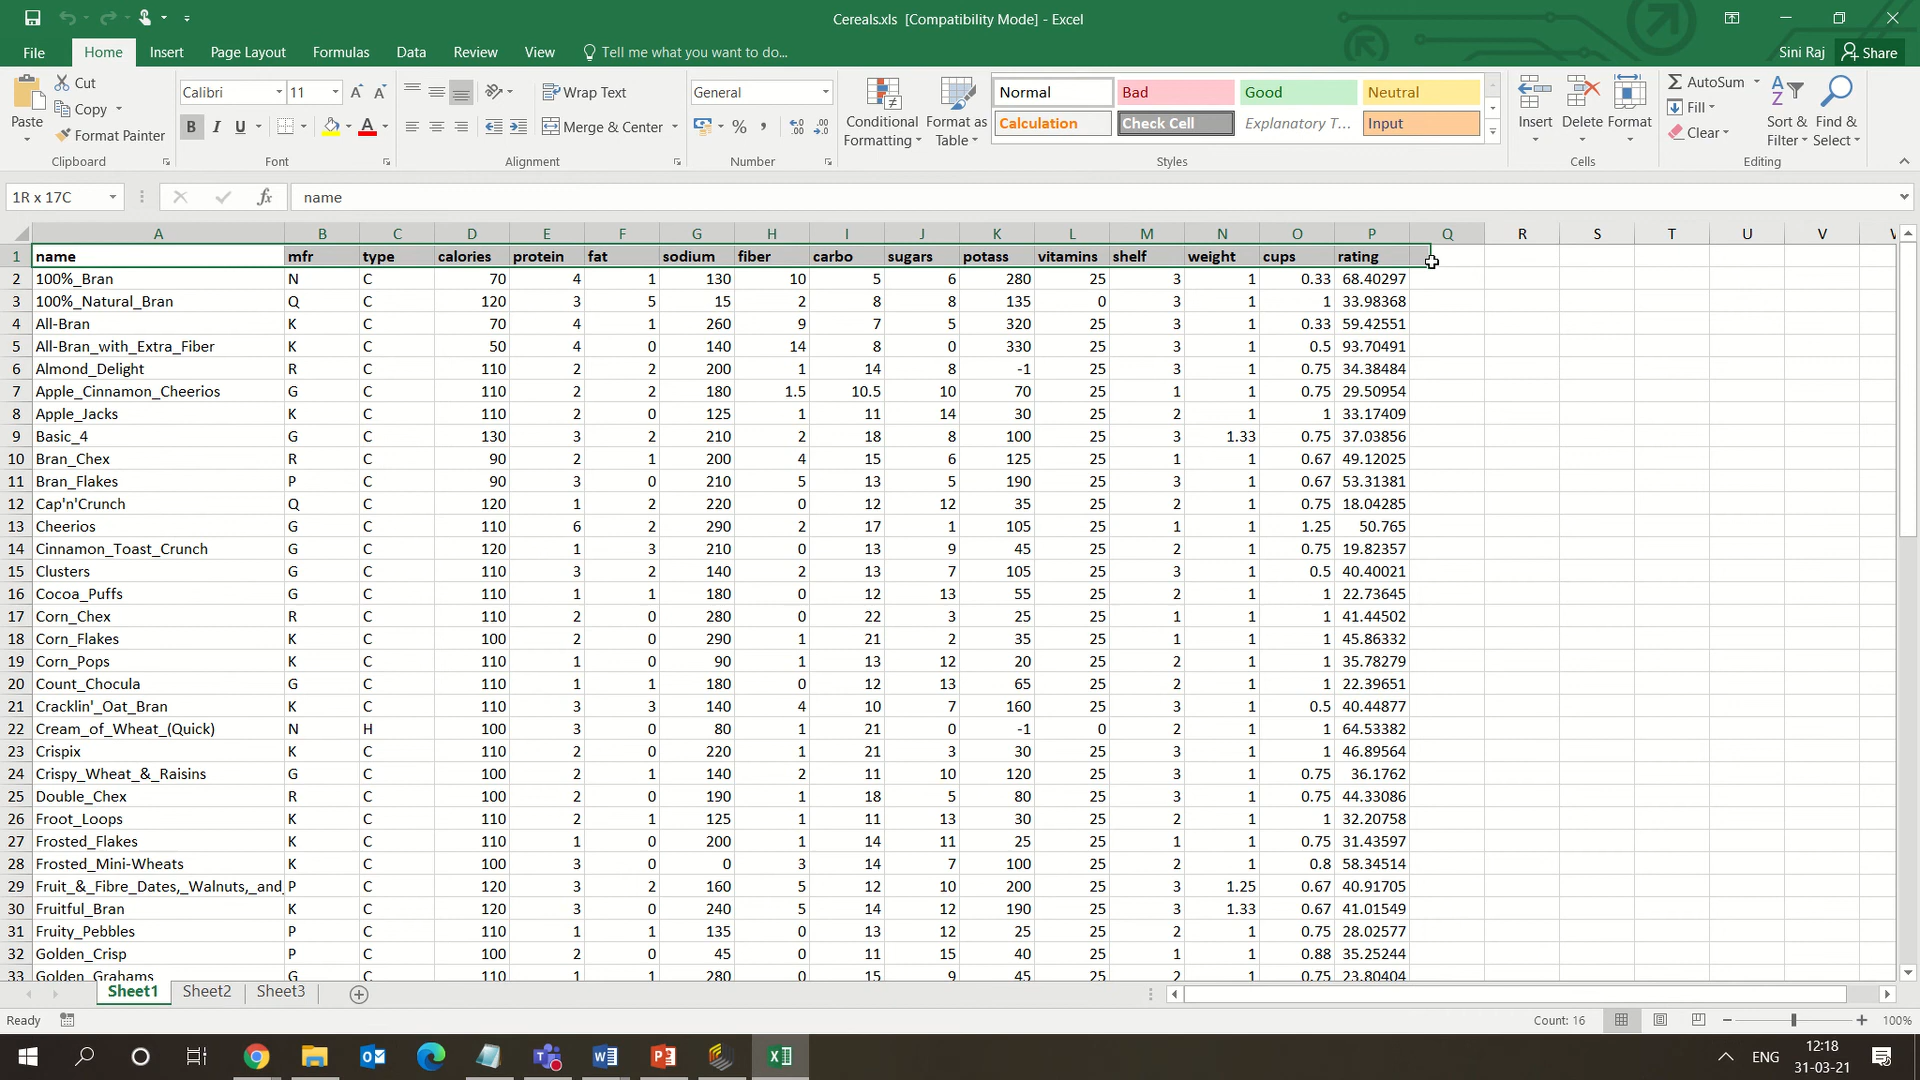 Cereals.xls [Compatibility Mode] - Excel
File Home Insert Page Layout Formulas Data Review View Tell me what you want to do... Sini Raj Share
Cut
Copy
Format Painter
Paste
Clipboard
Calibri 11
B I U
Font
Wrap Text
Merge & Center
Alignment
General
%
Number
Conditional Formatting
Format as Table
Normal Bad Good Neutral
Calculation Check Cell Explanatory T... Input
Styles
Insert Delete Format
Cells
AutoSum
Fill
Clear
Sort & Filter
Find & Select
Editing
1R x 17C fx name
A B C D E F G H I J K L M N O P Q R S T U V
1 name mfr type calories protein fat sodium fiber carbo sugars potass vitamins shelf weight cups rating
2 100%_Bran N C 70 4 1 130 10 5 6 280 25 3 1 0.33 68.40297
3 100%_Natural_Bran Q C 120 3 5 15 2 8 8 135 0 3 1 1 33.98368
4 All-Bran K C 70 4 1 260 9 7 5 320 25 3 1 0.33 59.42551
5 All-Bran_with_Extra_Fiber K C 50 4 0 140 14 8 0 330 25 3 1 0.5 93.70491
6 Almond_Delight R C 110 2 2 200 1 14 8 -1 25 3 1 0.75 34.38484
7 Apple_Cinnamon_Cheerios G C 110 2 2 180 1.5 10.5 10 70 25 1 1 0.75 29.50954
8 Apple_Jacks K C 110 2 0 125 1 11 14 30 25 2 1 1 33.17409
9 Basic_4 G C 130 3 2 210 2 18 8 100 25 3 1.33 0.75 37.03856
10 Bran_Chex R C 90 2 1 200 4 15 6 125 25 1 1 0.67 49.12025
11 Bran_Flakes P C 90 3 0 210 5 13 5 190 25 3 1 0.67 53.31381
12 Cap'n'Crunch Q C 120 1 2 220 0 12 12 35 25 2 1 0.75 18.04285
13 Cheerios G C 110 6 2 290 2 17 1 105 25 1 1 1.25 50.765
14 Cinnamon_Toast_Crunch G C 120 1 3 210 0 13 9 45 25 2 1 0.75 19.82357
15 Clusters G C 110 3 2 140 2 13 7 105 25 3 1 0.5 40.40021
16 Cocoa_Puffs G C 110 1 1 180 0 12 13 55 25 2 1 1 22.73645
17 Corn_Chex R C 110 2 0 280 0 22 3 25 25 1 1 1 41.44502
18 Corn_Flakes K C 100 2 0 290 1 21 2 35 25 1 1 1 45.86332
19 Corn_Pops K C 110 1 0 90 1 13 12 20 25 2 1 1 35.78279
20 Count_Chocula G C 110 1 1 180 0 12 13 65 25 2 1 1 22.39651
21 Cracklin'_Oat_Bran K C 110 3 3 140 4 10 7 160 25 3 1 0.5 40.44877
22 Cream_of_Wheat_(Quick) N H 100 3 0 80 1 21 0 -1 0 2 1 1 64.53382
23 Crispix K C 110 2 0 220 1 21 3 30 25 3 1 1 46.89564
24 Crispy_Wheat_&_Raisins G C 100 2 1 140 2 11 10 120 25 3 1 0.75 36.1762
25 Double_Chex R C 100 2 0 190 1 18 5 80 25 3 1 0.75 44.33086
26 Froot_Loops K C 110 2 1 125 1 11 13 30 25 2 1 1 32.20758
27 Frosted_Flakes K C 110 1 0 200 1 14 11 25 25 1 1 0.75 31.43597
28 Frosted_Mini-Wheats K C 100 3 0 0 3 14 7 100 25 2 1 0.8 58.34514
29 Fruit_&_Fibre_Dates,_Walnuts,_and_ P C 120 3 2 160 5 12 10 200 25 3 1.25 0.67 40.91705
30 Fruitful_Bran K C 120 3 0 240 5 14 12 190 25 3 1.33 0.67 41.01549
31 Fruity_Pebbles P C 110 1 1 135 0 13 12 25 25 2 1 0.75 28.02577
32 Golden_Crisp P C 100 2 0 45 0 11 15 40 25 1 1 0.88 35.25244
33 Golden_Grahams G C 110 1 1 280 0 15 9 45 25 2 1 0.75 23.80404
Sheet1 Sheet2 Sheet3
Ready Count: 16 100%
ENG 12:18
31-03-21